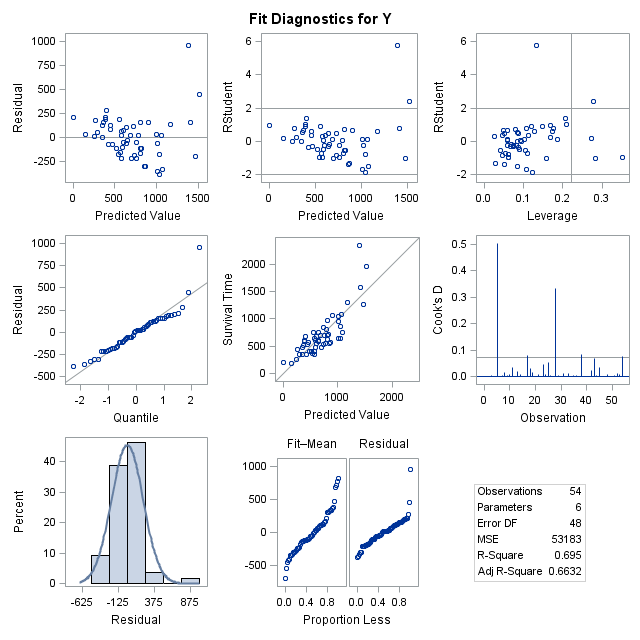 Fit Diagnostics for Y
1000
750
500
250
0
-250
Residual
0 500 1000 1500
Predicted Value
6
4
2
0
-2
RStudent
0 500 1000 1500
Predicted Value
6
4
2
0
-2
RStudent
0.0 0.1 0.2 0.3
Leverage
1000
500
250
0
-250
-500
Residual
-2 -1 0 1 2
Quantile
2000
1500
1000
500
0
Survival Time
0 1000 2000
Predicted Value
0.5
0.4
0.3
0.2
0.1
0.0
Cook's D
0 10 20 30 40 50
Observation
40
30
20
10
0
Percent
-625 -125 375 875
Residual
Fit–Mean Residual
1000
500
0
-500
0.0 0.4 0.8 0.0 0.4 0.8
Proportion Less
Observations 54
Parameters 6
Error DF 48
MSE 53183
R-Square 0.695
Adj R-Square 0.6632